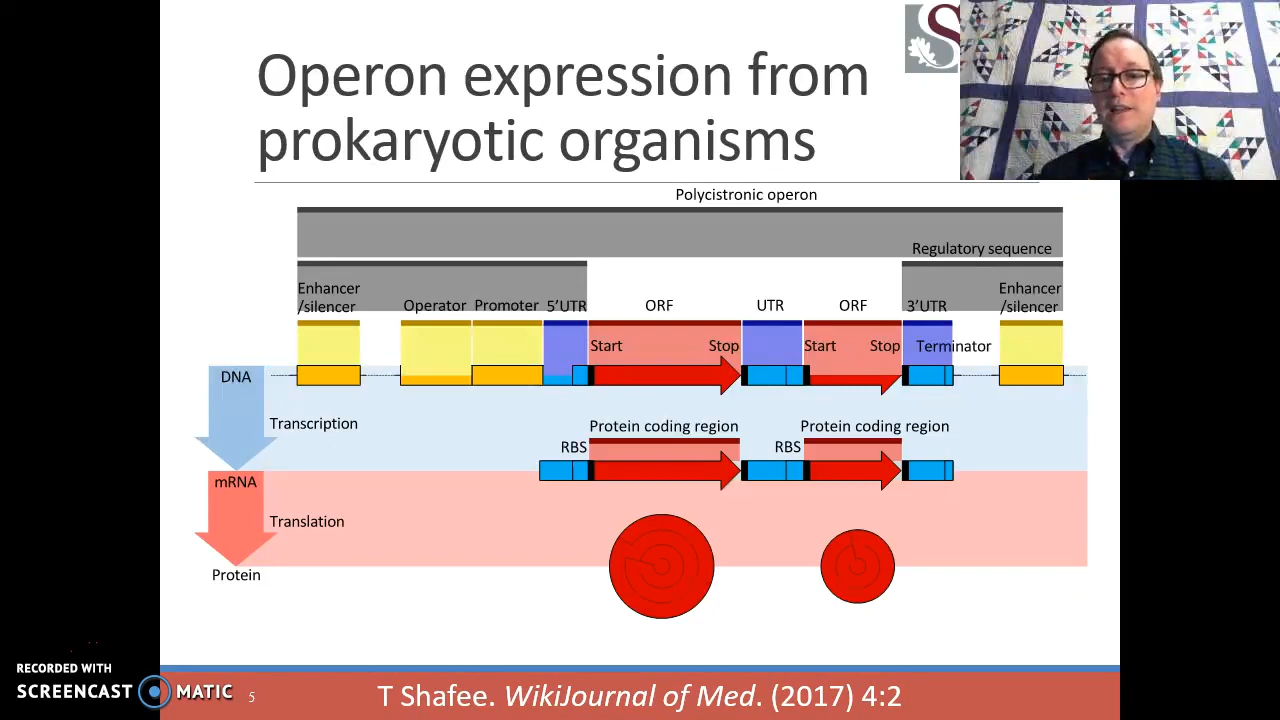 Operon expression from
prokaryotic organisms
S
Polycistronic operon
Regulatory sequence
Enhancer
/silencer
Operator
Promoter
5’UTR
ORF
UTR
ORF
3’UTR
Enhancer
/silencer
Start
Stop
Start
Stop
Terminator
DNA
Transcription
Protein coding region
Protein coding region
RBS
RBS
mRNA
Translation
Protein
RECORDED WITH
SCREENCAST MATIC
5
T Shafee. WikiJournal of Med. (2017) 4:2